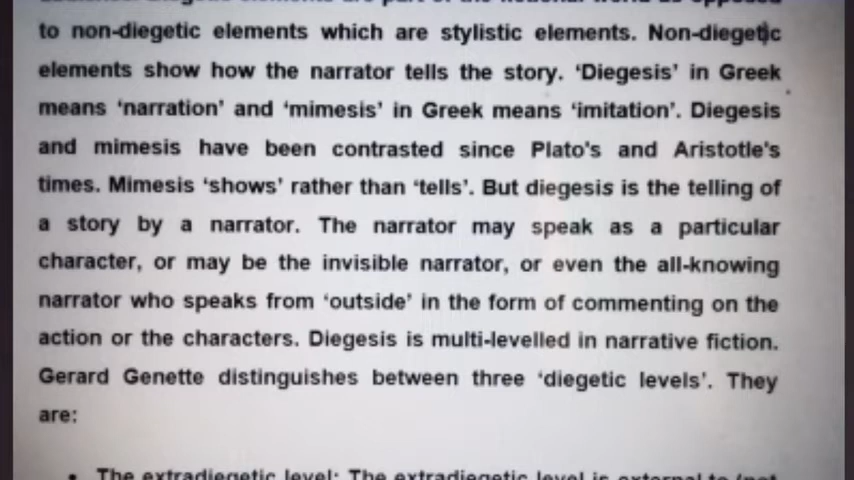 to non-diegetic elements which are stylistic elements. Non-diegetic
elements show how the narrator tells the story. ‘Diegesis’ in Greek
means ‘narration’ and ‘mimesis’ in Greek means ‘imitation’. Diegesis
and mimesis have been contrasted since Plato's and Aristotle's
times. Mimesis ‘shows’ rather than ‘tells’. But diegesis is the telling of
a story by a narrator. The narrator may speak as a particular
character, or may be the invisible narrator, or even the all-knowing
narrator who speaks from ‘outside’ in the form of commenting on the
action or the characters. Diegesis is multi-levelled in narrative fiction.
Gerard Genette distinguishes between three ‘diegetic levels’. They
are:
• The extradiegetic level: The extradiegetic level is external to (not